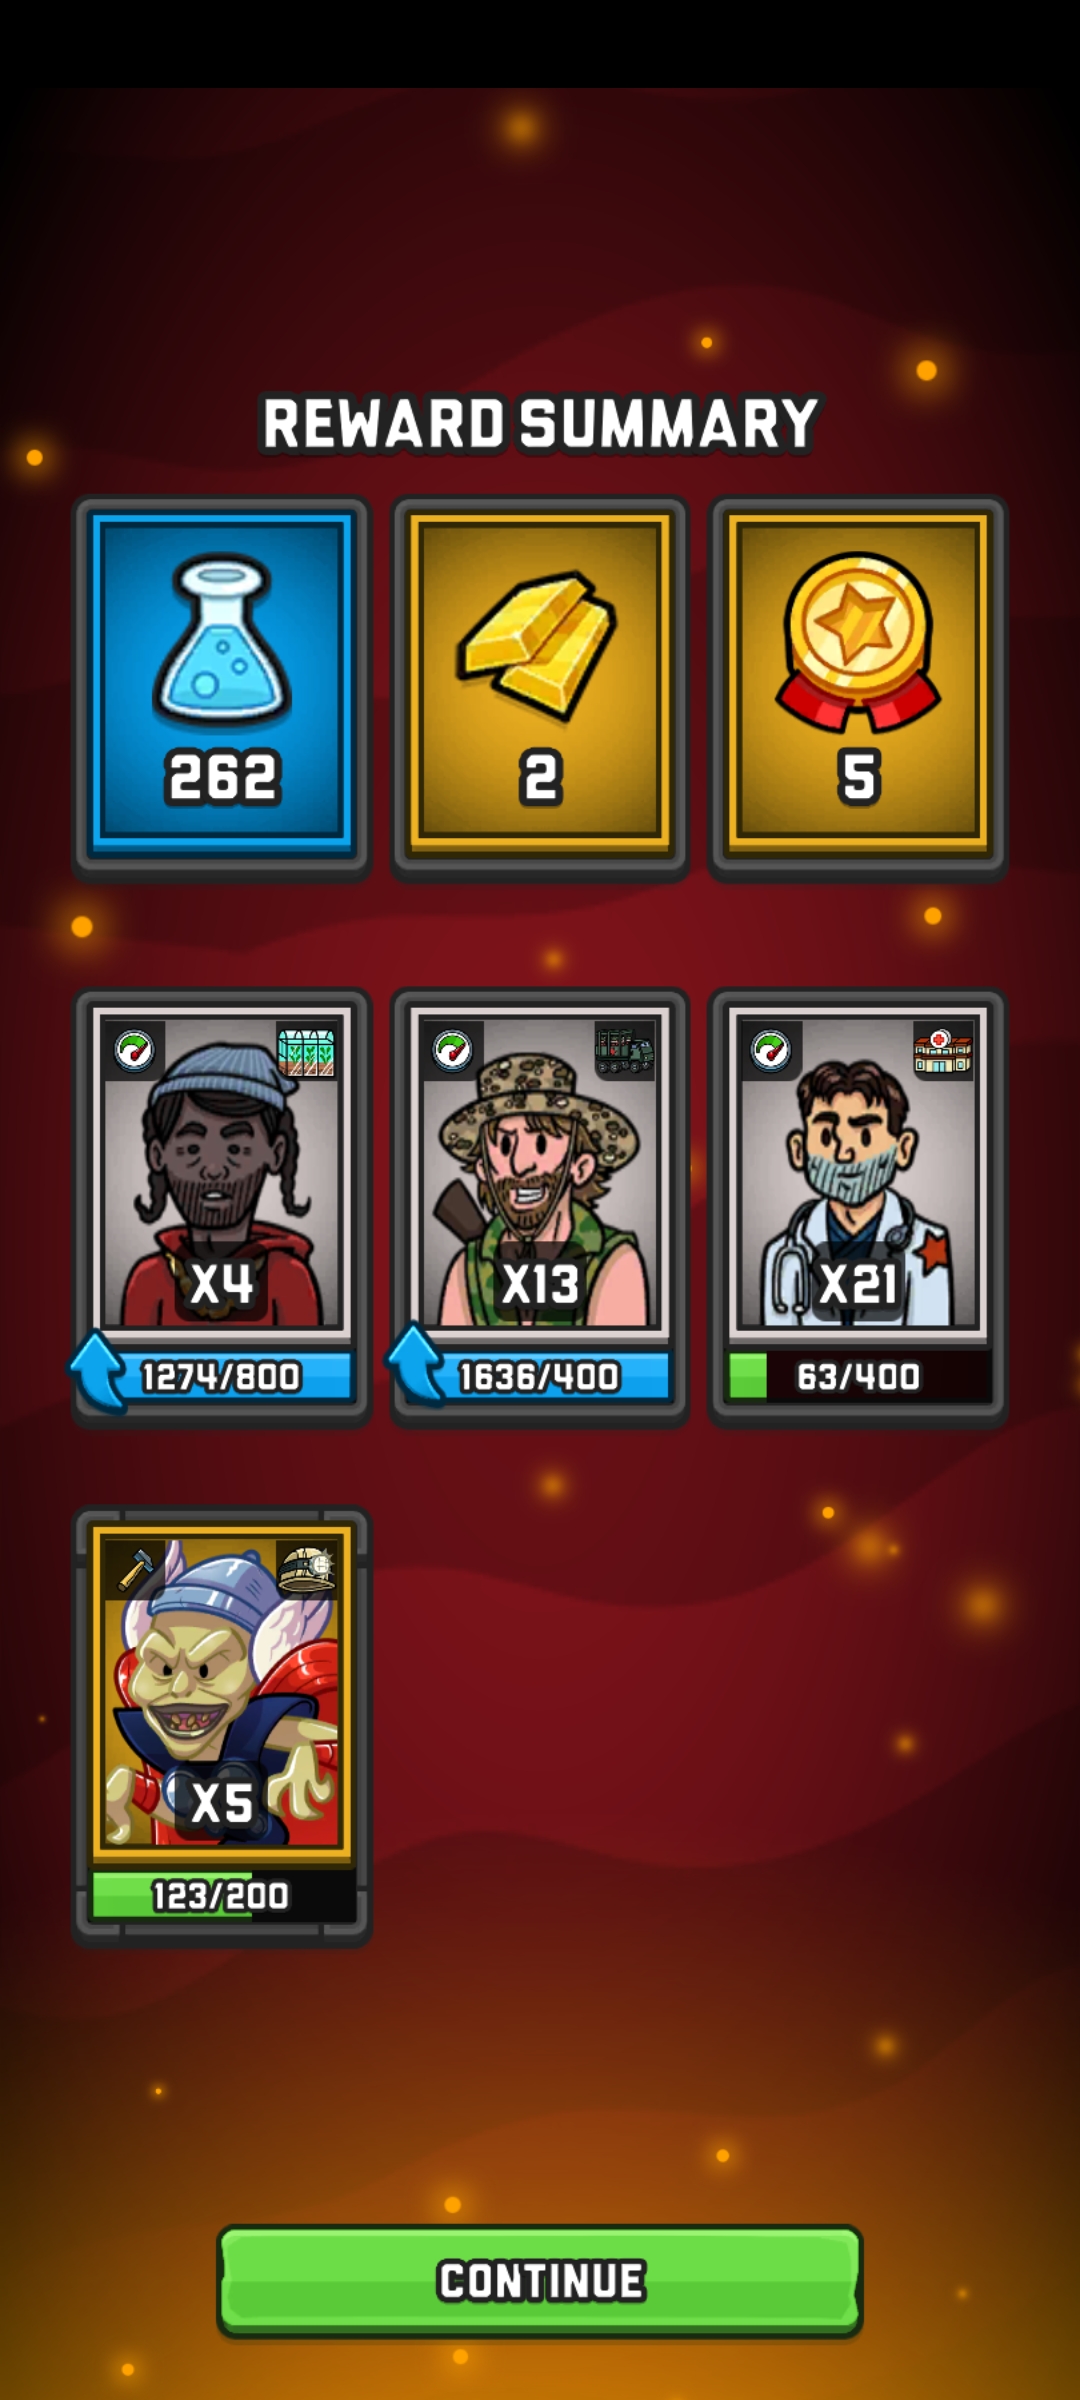 REWARD SUMMARY
262
2
5
X4
X13
X21
1274/800
1636/400
63/400
X5
123/200
CONTINUE